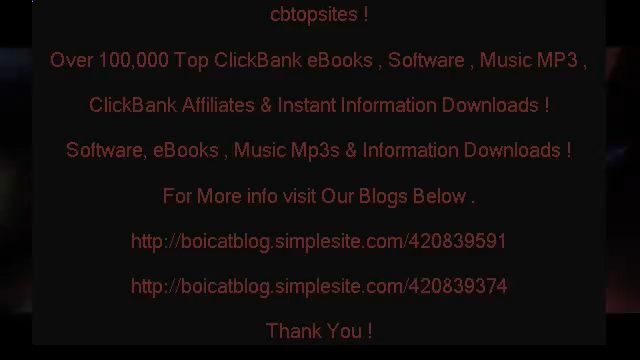 cbtopsites !
Over 100,000 Top ClickBank eBooks , Software , Music MP3 ,
ClickBank Affiliates & Instant Information Downloads !
Software, eBooks , Music Mp3s & Information Downloads !
For More info visit Our Blogs Below .
http://boicatblog.simplesite.com/420839591
http://boicatblog.simplesite.com/420839374
Thank You !